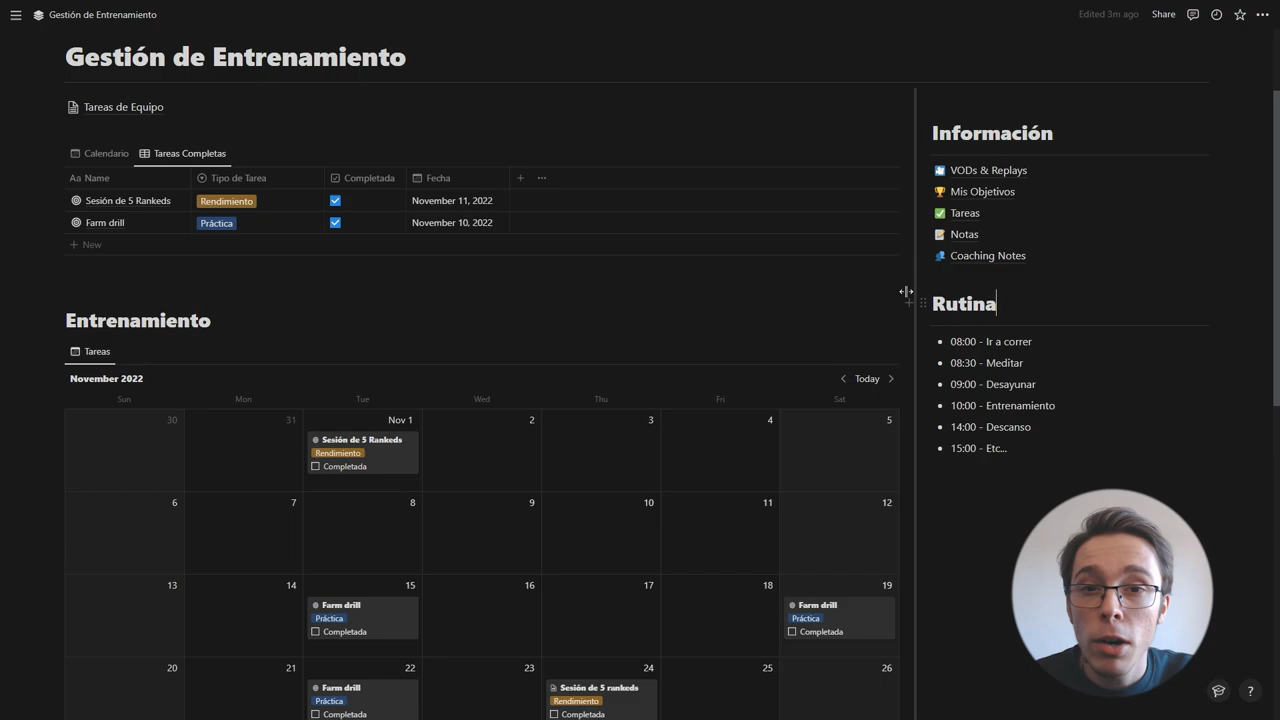 Gestión de Entrenamiento
Edited 3m ago
Share
Gestión de Entrenamiento
Tareas de Equipo
Calendario
Tareas Completas
Aa Name
Tipo de Tarea
Completada
Fecha
Sesión de 5 Rankeds
Rendimiento
November 11, 2022
Farm drill
Práctica
November 10, 2022
+ New
Entrenamiento
Tareas
November 2022
Today
Sun Mon Tue Wed Thu Fri Sat
30 31 Nov 1 2 3 4 5
Sesión de 5 Rankeds
Rendimiento
Completada
6 7 8 9 10 11 12
13 14 15 16 17 18 19
Farm drill
Práctica
Completada
Farm drill
Práctica
Completada
20 21 22 23 24 25 26
Farm drill
Práctica
Completada
Sesión de 5 rankeds
Rendimiento
Completada
Información
VODs & Replays
Mis Objetivos
Tareas
Notas
Coaching Notes
Rutina
08:00 - Ir a correr
08:30 - Meditar
09:00 - Desayunar
10:00 - Entrenamiento
14:00 - Descanso
15:00 - Etc...
?